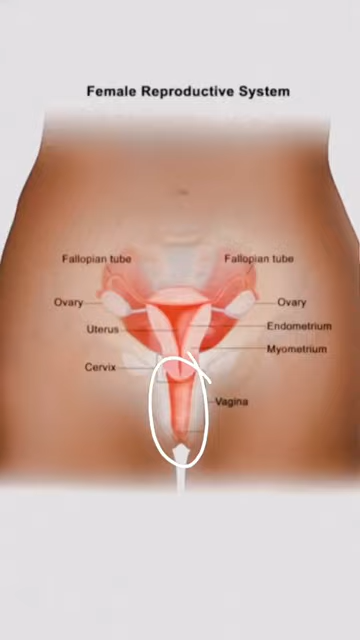 Female Reproductive System
Fallopian tube
Fallopian tube
Ovary
Ovary
Uterus
Endometrium
Myometrium
Cervix
Vagina